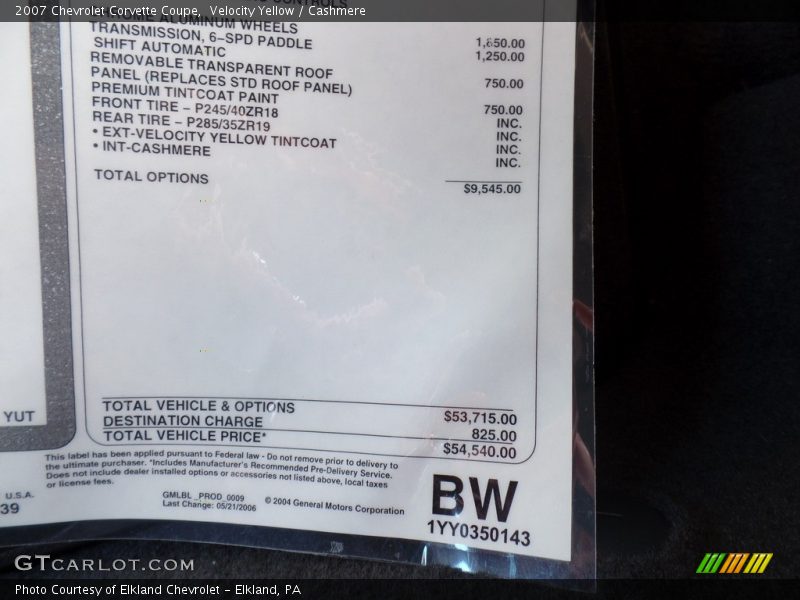 2007 Chevrolet Corvette Coupe, Velocity Yellow / Cashmere
CONTROLS
CHROME ALUMINUM WHEELS 1,850.00
TRANSMISSION, 6-SPD PADDLE 1,250.00
SHIFT AUTOMATIC
REMOVABLE TRANSPARENT ROOF 750.00
PANEL (REPLACES STD ROOF PANEL)
PREMIUM TINTCOAT PAINT 750.00
FRONT TIRE - P245/40ZR18 INC.
REAR TIRE - P285/35ZR19 INC.
• EXT-VELOCITY YELLOW TINTCOAT INC.
• INT-CASHMERE INC.
TOTAL OPTIONS $9,545.00
TOTAL VEHICLE & OPTIONS $53,715.00
DESTINATION CHARGE 825.00
TOTAL VEHICLE PRICE* $54,540.00
This label has been applied pursuant to Federal law - Do not remove prior to delivery to
the ultimate purchaser. *Includes Manufacturer's Recommended Pre-Delivery Service.
Does not include dealer installed options or accessories not listed above, local taxes
or license fees.
GMLBL_PROD_0009
Last Change: 05/21/2006
© 2004 General Motors Corporation
BW
1YY0350143
YUT
U.S.A.
39
GTCARLOT.COM
Photo Courtesy of Elkland Chevrolet - Elkland, PA